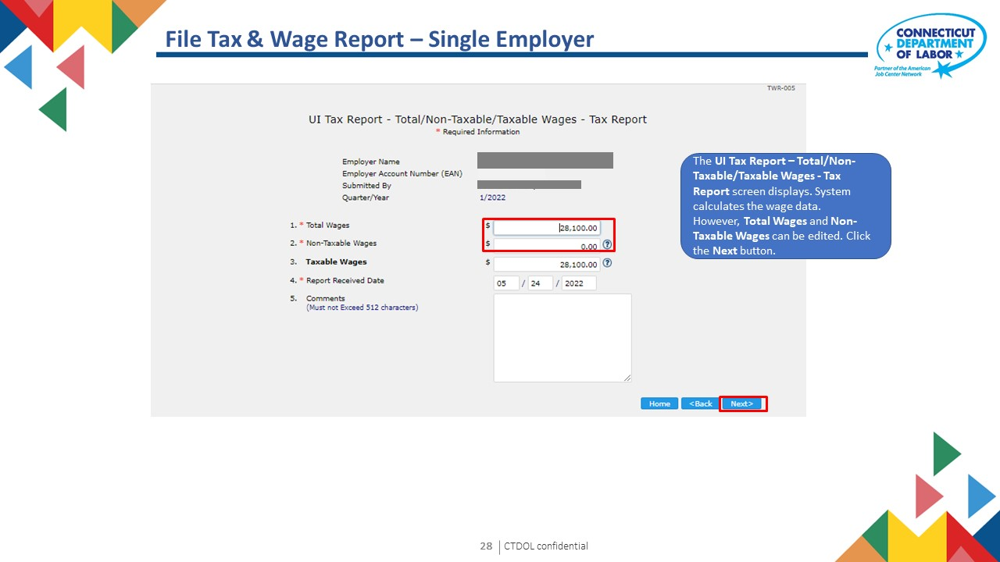 File Tax & Wage Report – Single Employer
CONNECTICUT
DEPARTMENT
OF LABOR
Partner of the American
Job Center Network
TWR-005
UI Tax Report - Total/Non-Taxable/Taxable Wages - Tax Report
* Required Information
Employer Name
Employer Account Number (EAN)
Submitted By
Quarter/Year 1/2022
1. * Total Wages $ 28,100.00
2. * Non-Taxable Wages $ 0.00 ?
3. Taxable Wages $ 28,100.00 ?
4. * Report Received Date 05 / 24 / 2022
5. Comments
(Must not Exceed 512 characters)
Home <Back Next>
The UI Tax Report – Total/Non-
Taxable/Taxable Wages - Tax
Report screen displays. System
calculates the wage data.
However, Total Wages and Non-
Taxable Wages can be edited. Click
the Next button.
28 CTDOL confidential